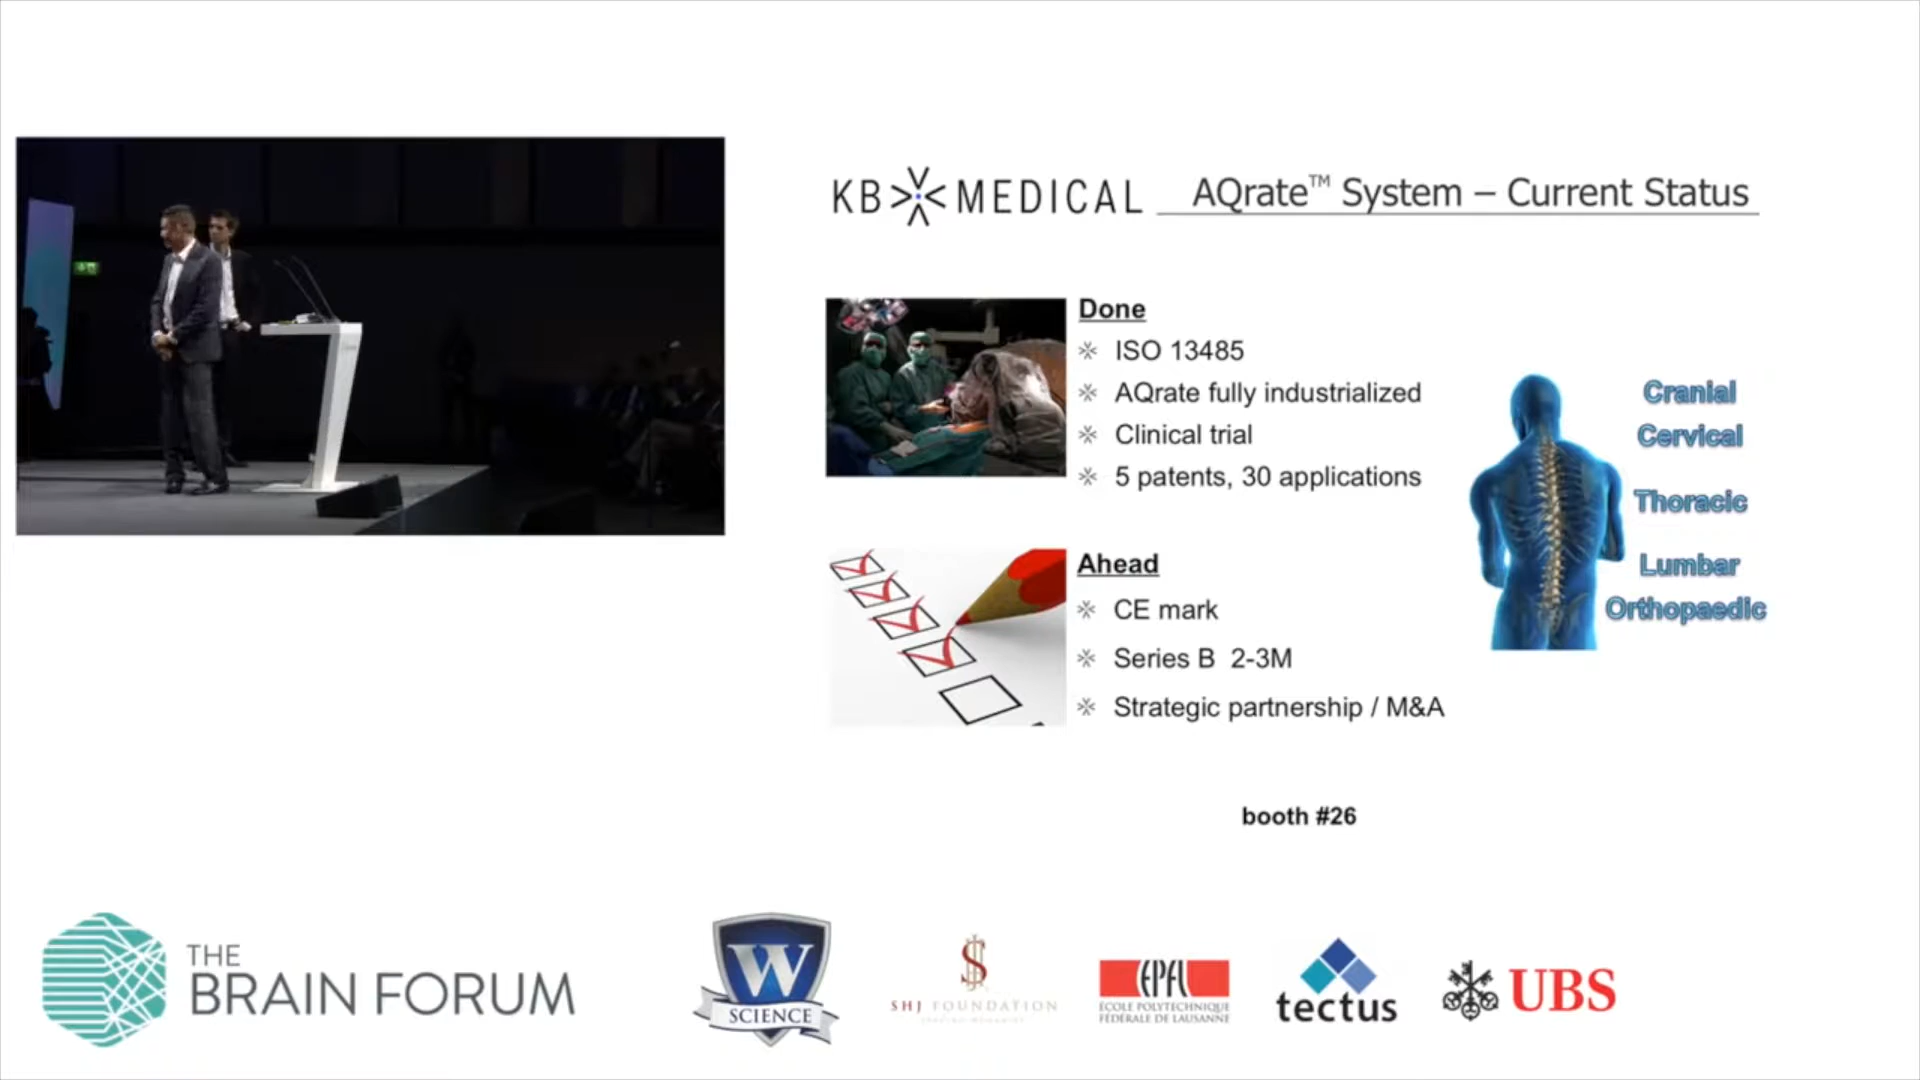 KB MEDICAL
AQrate™ System – Current Status
Done
ISO 13485
AQrate fully industrialized
Clinical trial
5 patents, 30 applications
Cranial
Cervical
Thoracic
Lumbar
Orthopaedic
Ahead
CE mark
Series B 2-3M
Strategic partnership / M&A
booth #26
THE
BRAIN FORUM
W
SCIENCE
SHJ FOUNDATION
EPFL
ÉCOLE POLYTECHNIQUE
FÉDÉRALE DE LAUSANNE
tectus
UBS